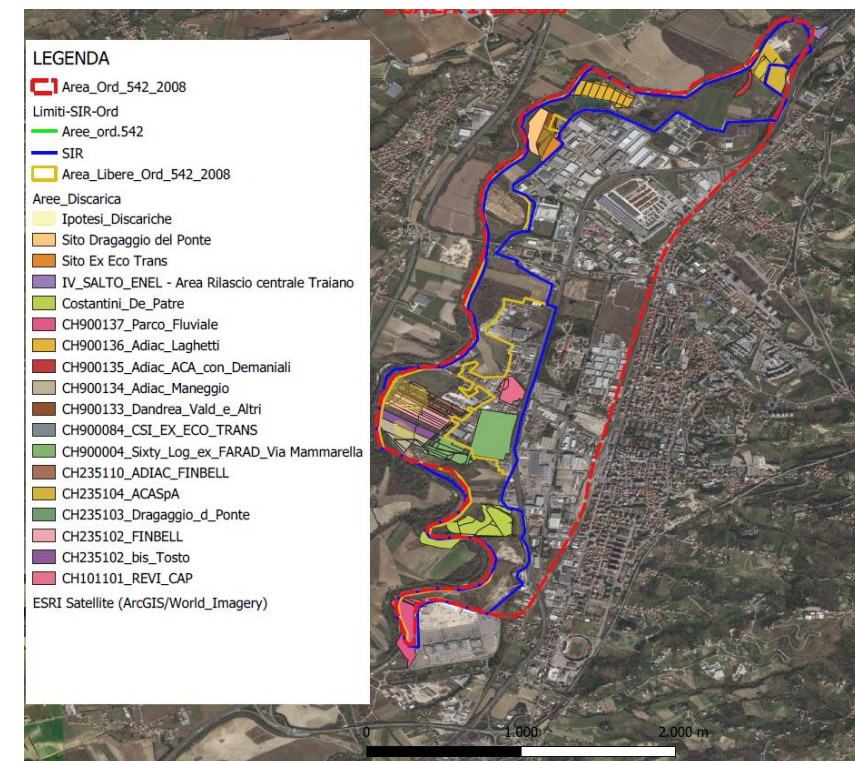 LEGENDA
Area_Ord_542_2008
Limiti-SIR-Ord
Aree_ord.542
SIR
Area_Libere_Ord_542_2008
Aree_Discarica
Ipotesi_Discariche
Sito Dragaggio del Ponte
Sito Ex Eco Trans
IV_SALTO_ENEL - Area Rilascio centrale Traiano
Costantini_De_Patre
CH900137_Parco_Fluviale
CH900136_Adiac_Laghetti
CH900135_Adiac_ACA_con_Demaniali
CH900134_Adiac_Maneggio
CH900133_Dandrea_Vald_e_Altri
CH900084_CSI_EX_ECO_TRANS
CH900004_Sixty_Log_ex_FARAD_Via Mammarella
CH235110_ADIAC_FINBELL
CH235104_ACASpA
CH235103_Dragaggio_d_Ponte
CH235102_FINBELL
CH235102_bis_Tosto
CH101101_REVI_CAP
ESRI Satellite (ArcGIS/World_Imagery)
0 1.000 2.000 m